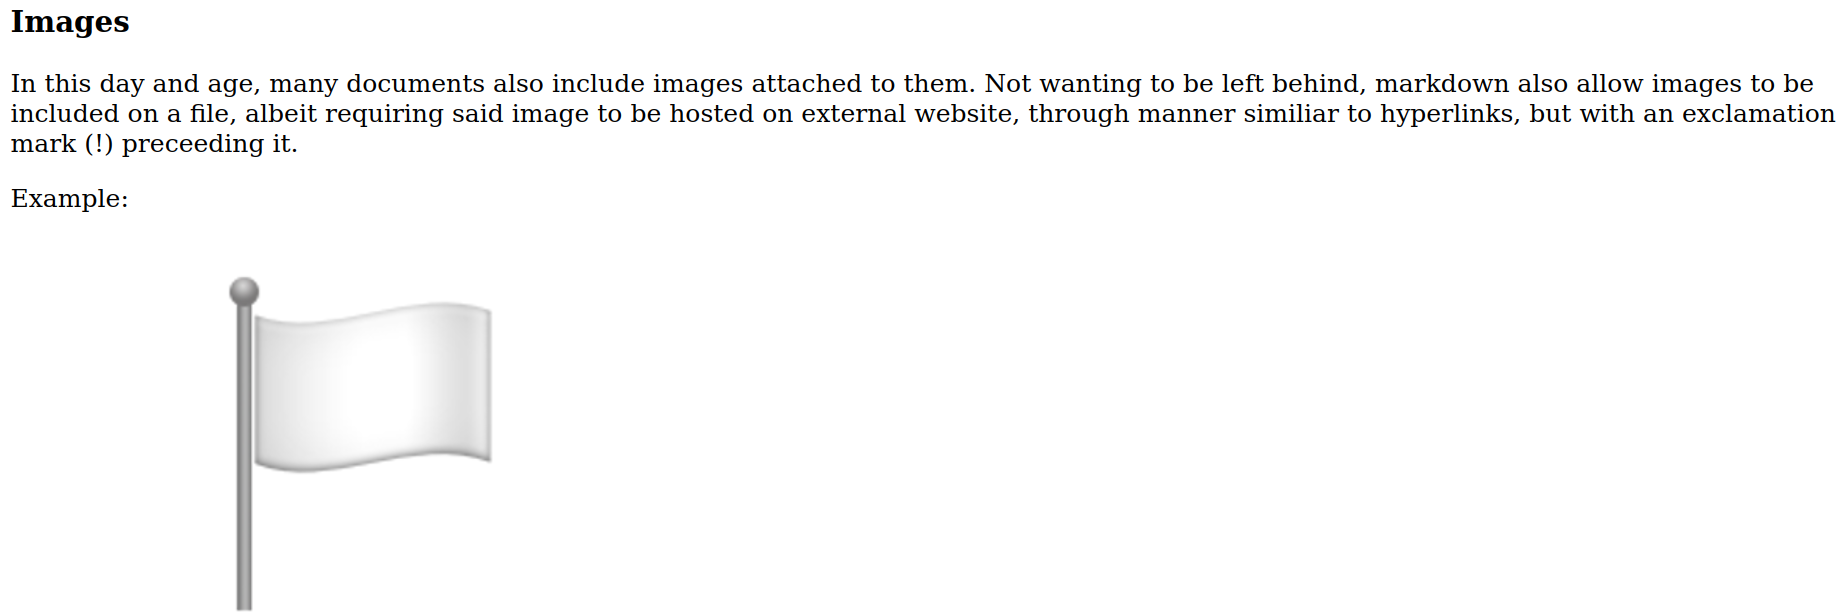 Images
In this day and age, many documents also include images attached to them. Not wanting to be left behind, markdown also allow images to be
included on a file, albeit requiring said image to be hosted on external website, through manner similiar to hyperlinks, but with an exclamation
mark (!) preceeding it.
Example: